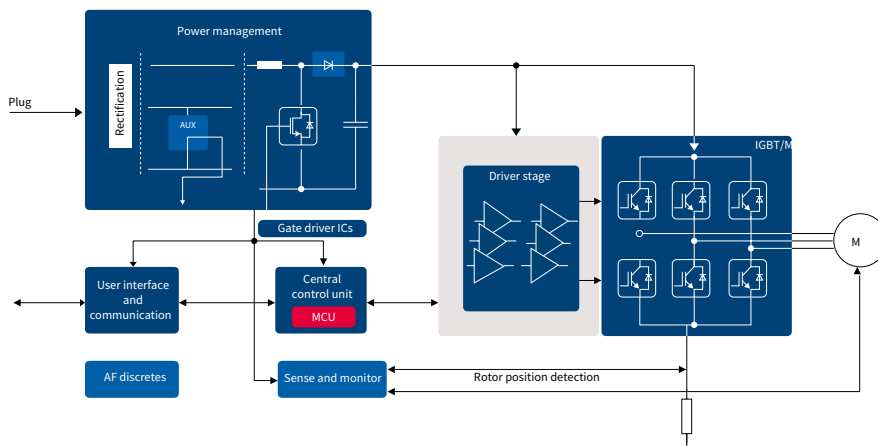 Power management
Rectification
AUX
Plug
IGBT/M
Driver stage
Gate driver ICs
M
User interface
and
communication
Central
control unit
MCU
AF discretes
Sense and monitor
Rotor position detection